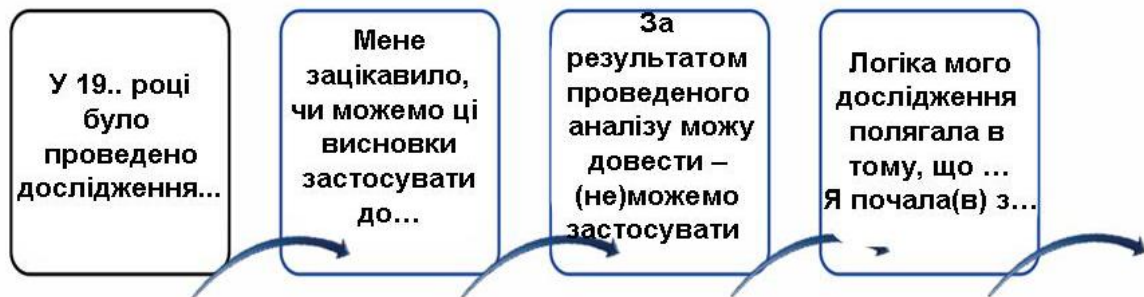 У 19.. році
було
проведено
дослідження...
Мене
зацікавило,
чи можемо ці
висновки
застосувати
до…
За
результатом
проведеного
аналізу можу
довести –
(не)можемо
застосувати
Логіка мого
дослідження
полягала в
тому, що …
Я почала(в) з…